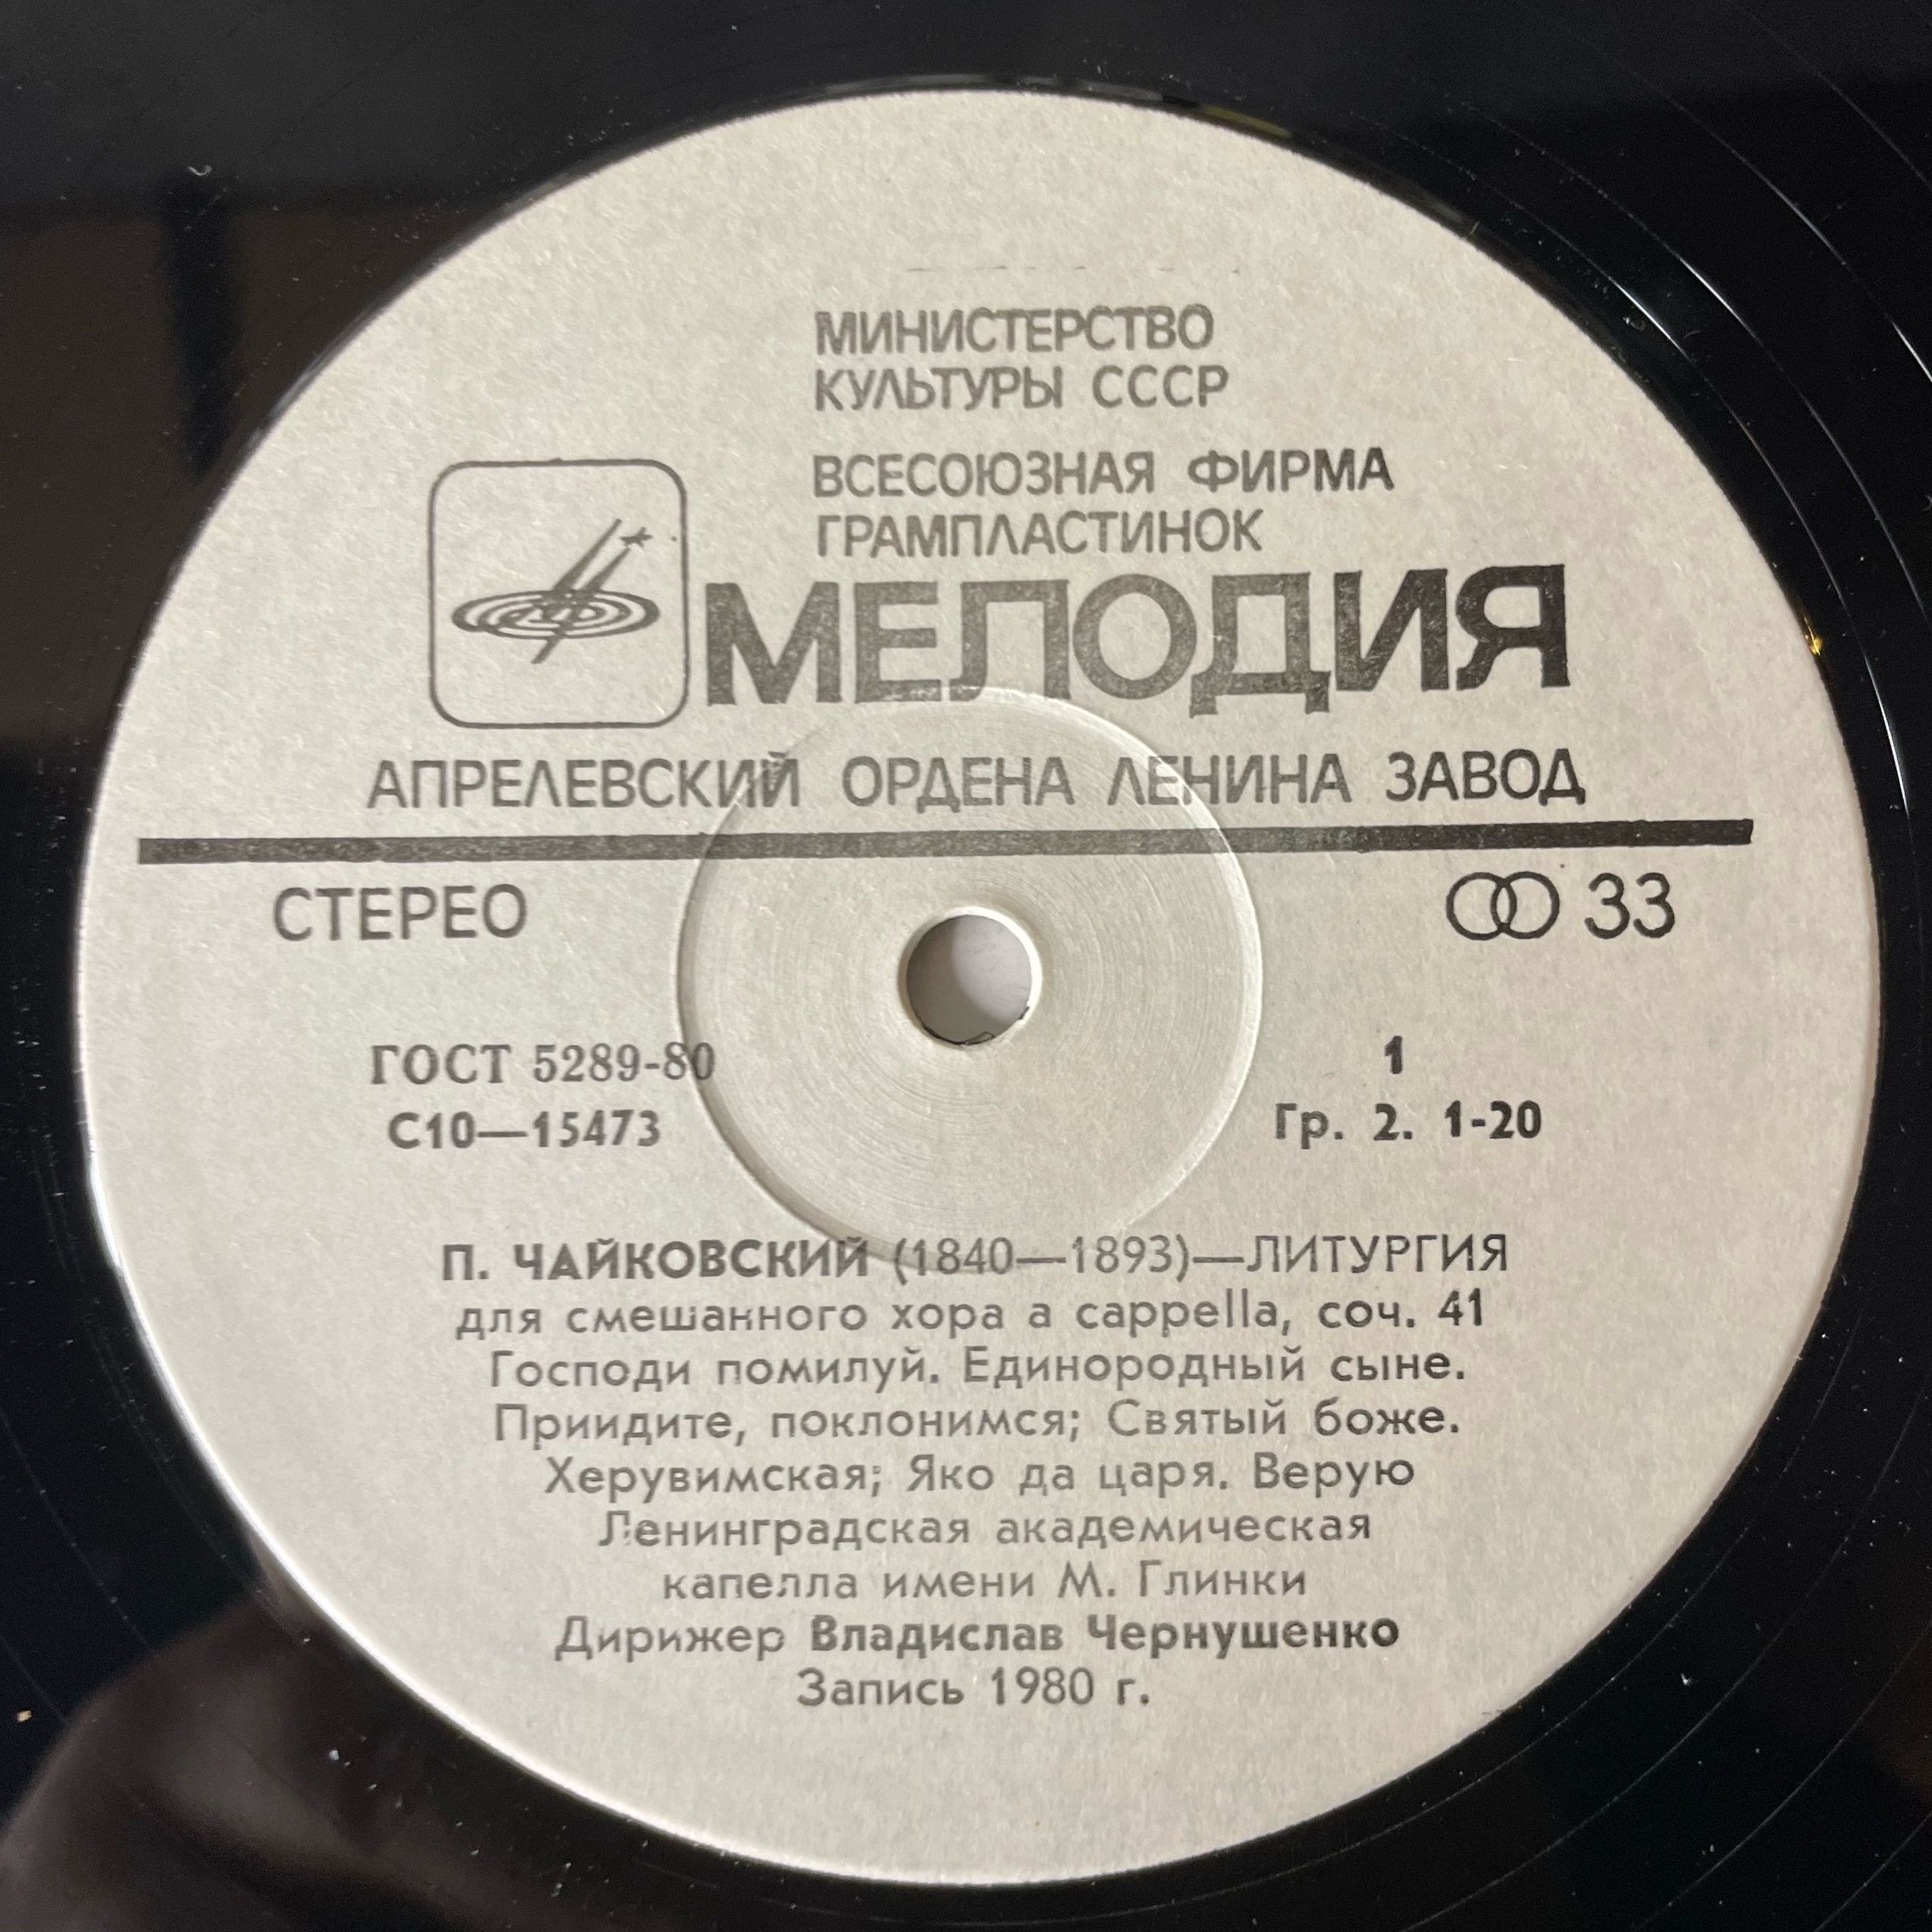 МИНИСТЕРСТВО
КУЛЬТУРЫ СССР
ВСЕСОЮЗНАЯ ФИРМА
ГРАМПЛАСТИНОК
МЕЛОДИЯ
АПРЕЛЕВСКИЙ ОРДЕНА ЛЕНИНА ЗАВОД
СТЕРЕО
33
ГОСТ 5289-80
1
С10—15473
Гр. 2. 1-20
П. ЧАЙКОВСКИЙ (1840—1893)—ЛИТУРГИЯ
для смешанного хора a cappella, соч. 41
Господи помилуй. Единородный сыне.
Приидите, поклонимся; Святый боже.
Херувимская; Яко да царя. Верую
Ленинградская академическая
капелла имени М. Глинки
Дирижер Владислав Чернушенко
Запись 1980 г.